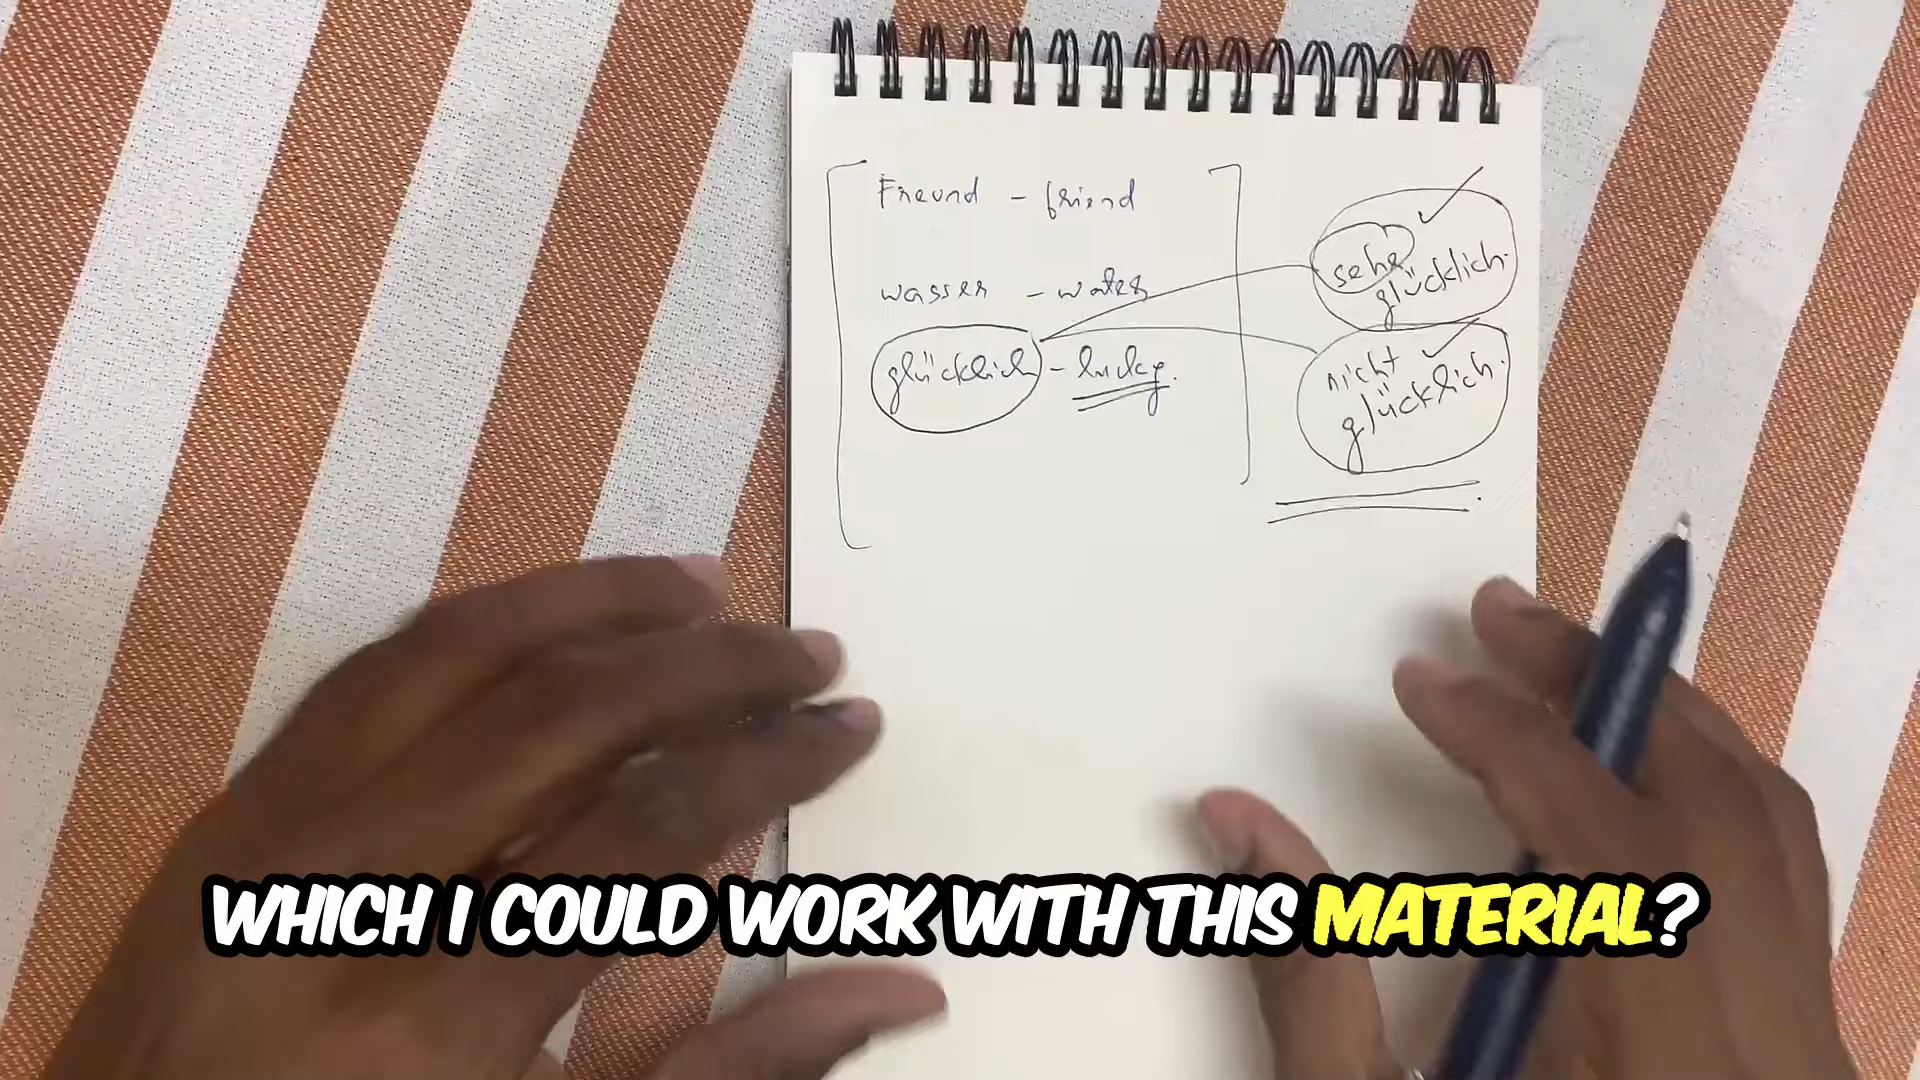 Freund - friend
wasser - water
glücklich - lucky.
sehr
glücklich.
nicht
glücklich.
WHICH I COULD WORK WITH THIS MATERIAL?